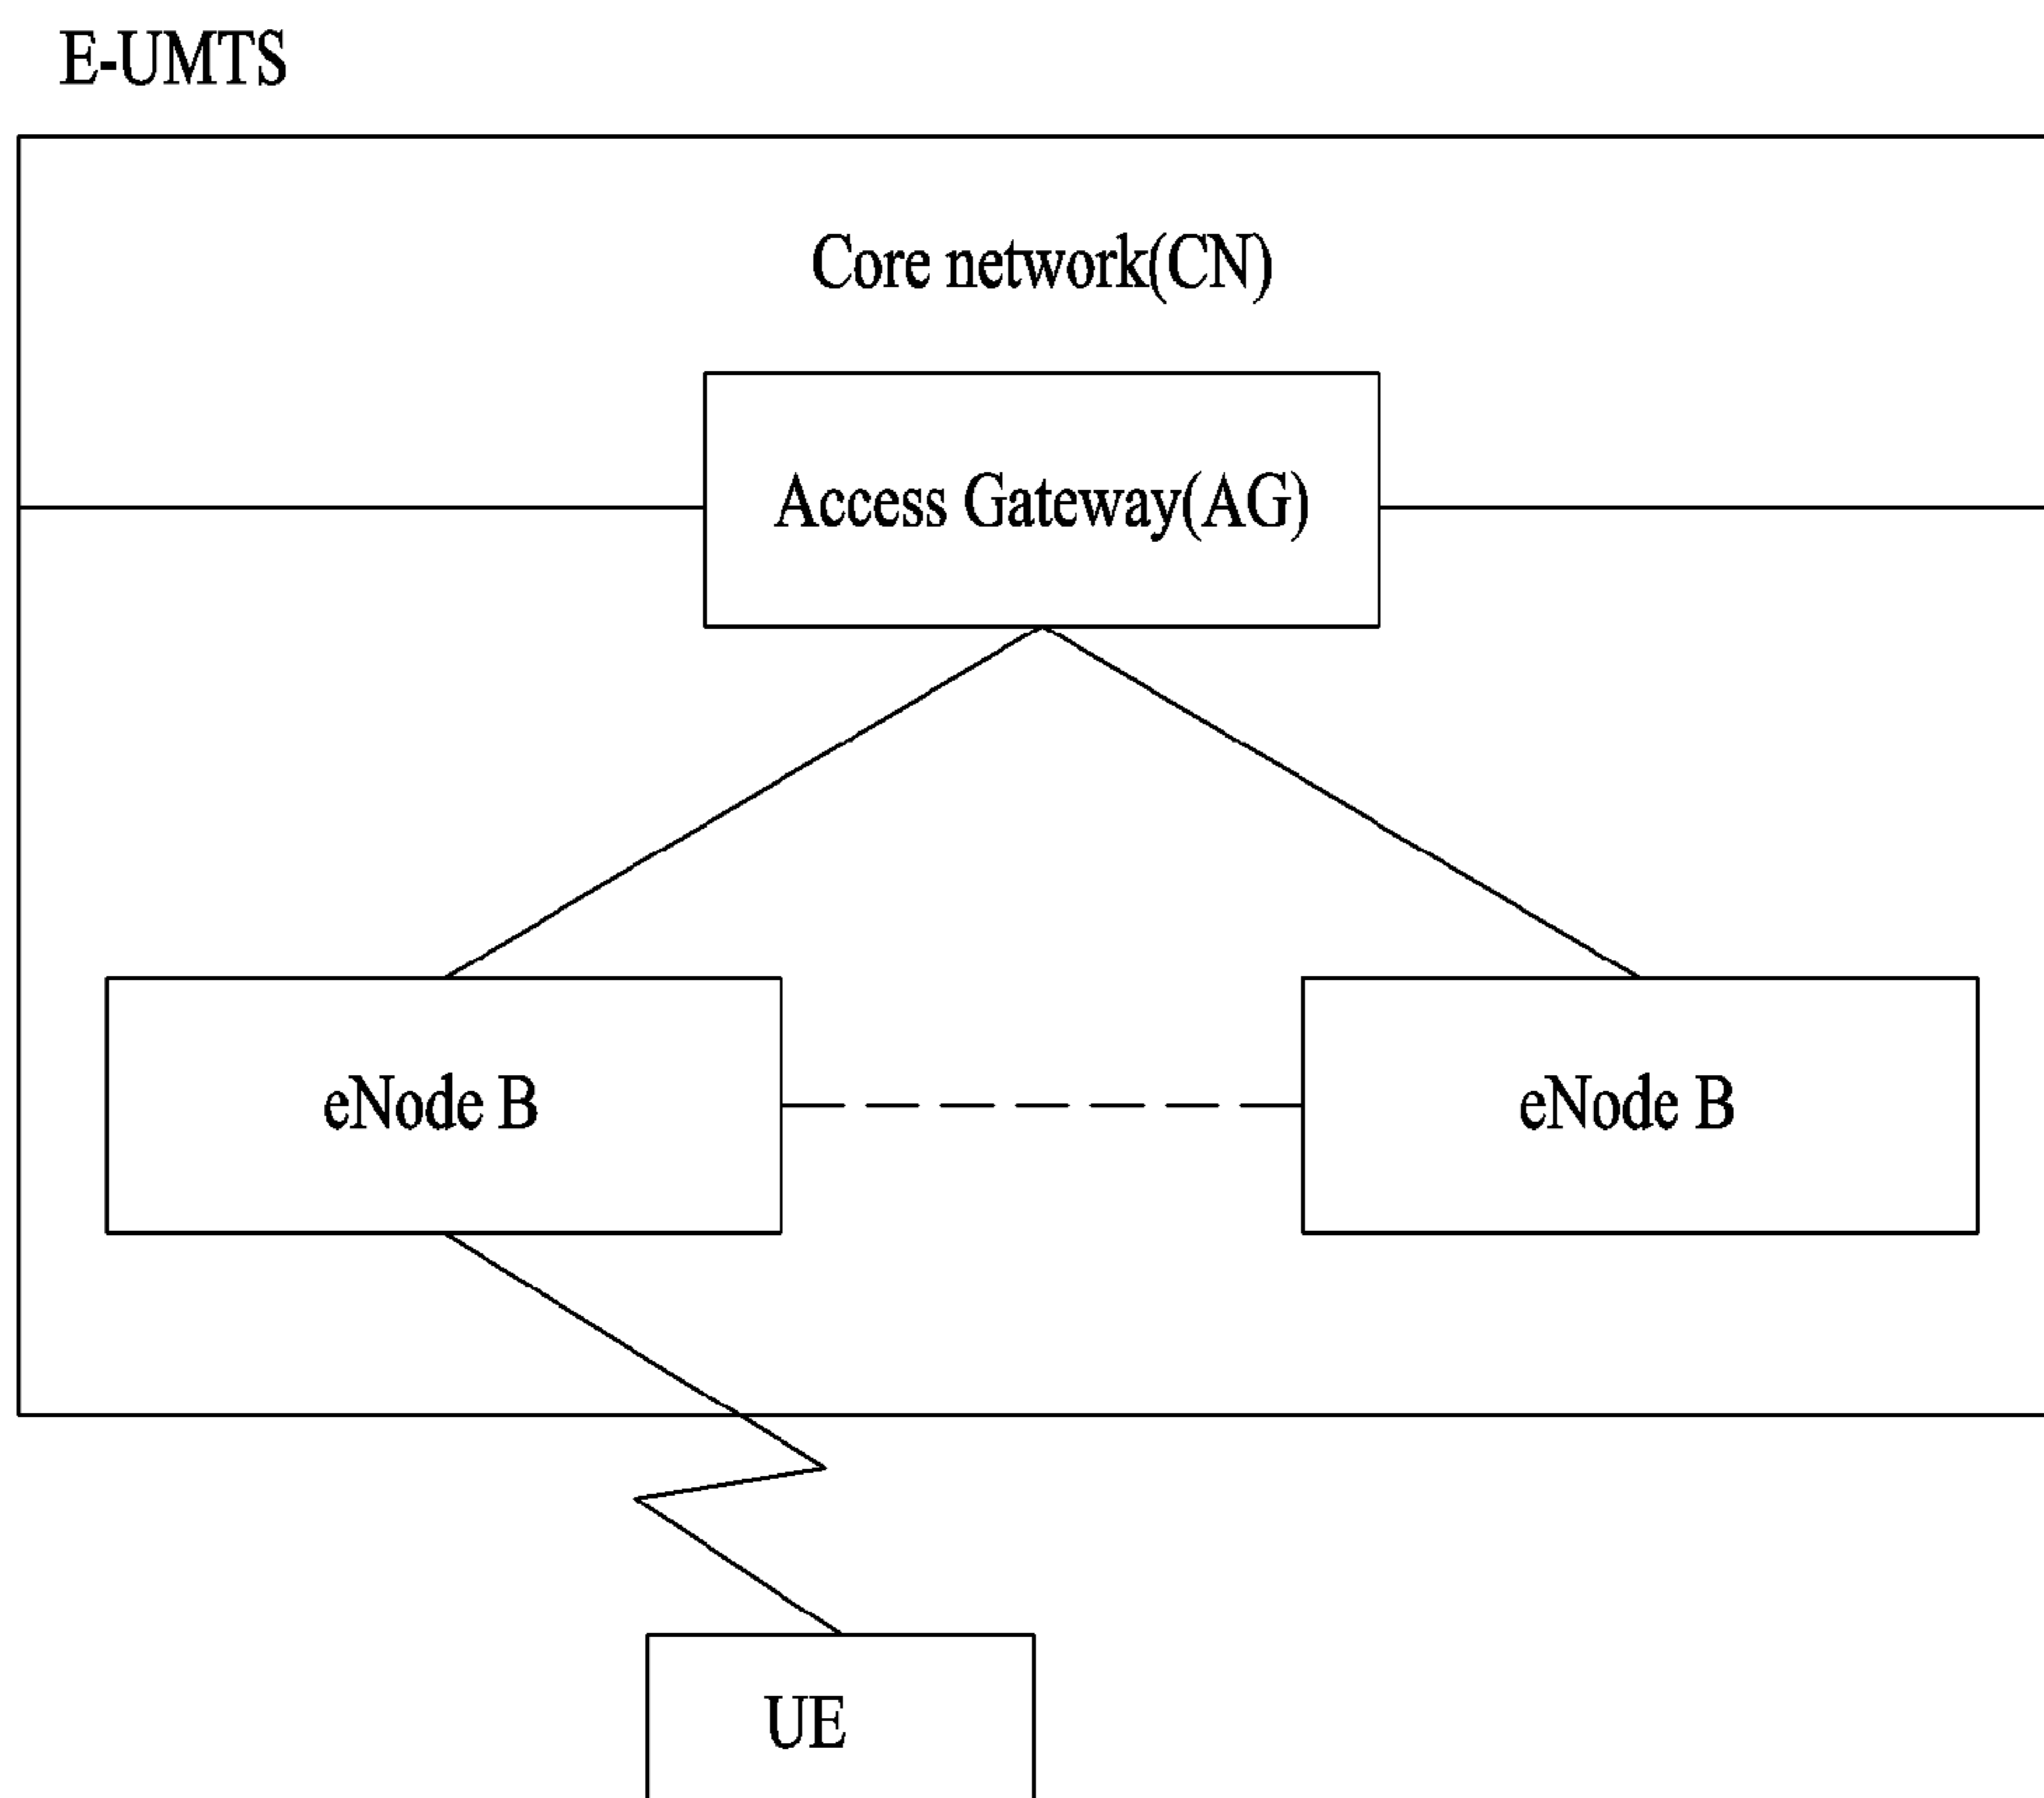 E-UMTS
Core network(CN)
Access Gateway(AG)
eNode B
eNode B
UE